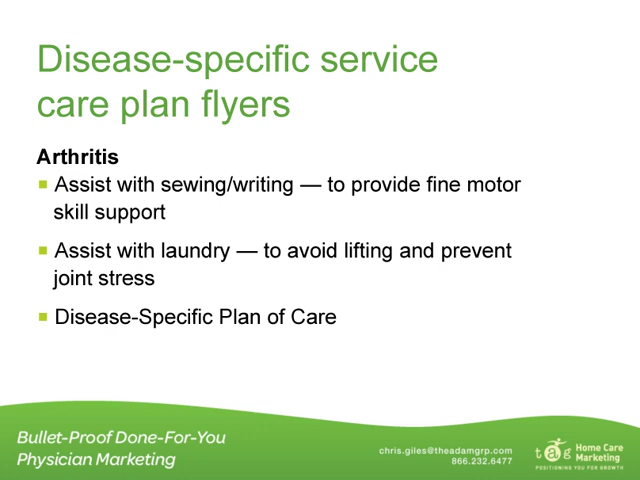 Disease-specific service
care plan flyers
Arthritis
Assist with sewing/writing — to provide fine motor
skill support
Assist with laundry — to avoid lifting and prevent
joint stress
Disease-Specific Plan of Care
Bullet-Proof Done-For-You
Physician Marketing
chris.giles@theadamgrp.com
866.232.6477
tag Home Care
Marketing
POSITIONING YOU FOR GROWTH